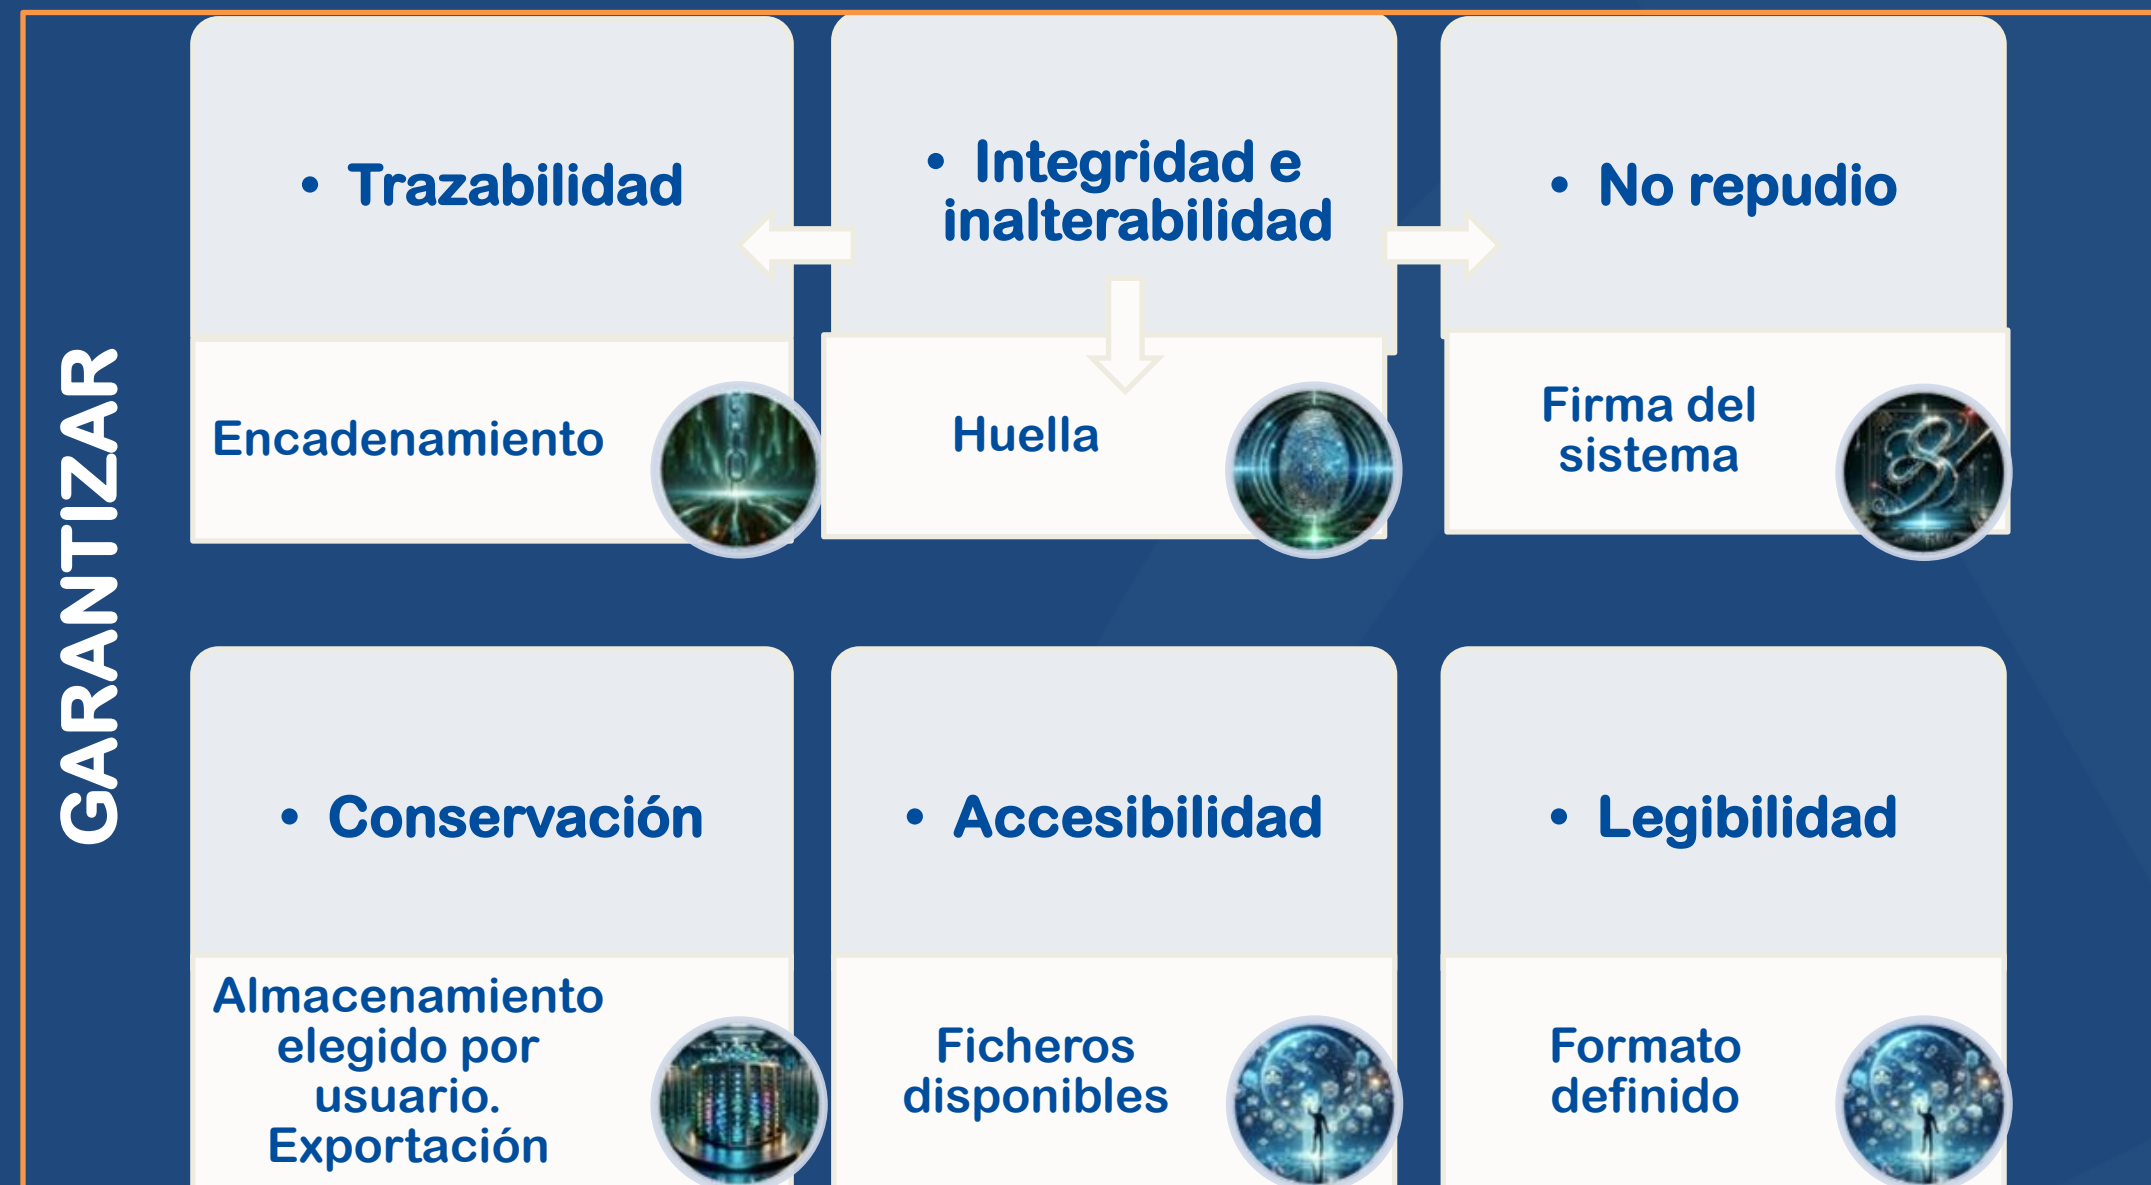 GARANTIZAR
• Trazabilidad
Encadenamiento
• Integridad e
inalterabilidad
Huella
• No repudio
Firma del
sistema
• Conservación
Almacenamiento
elegido por
usuario.
Exportación
• Accesibilidad
Ficheros
disponibles
• Legibilidad
Formato
definido